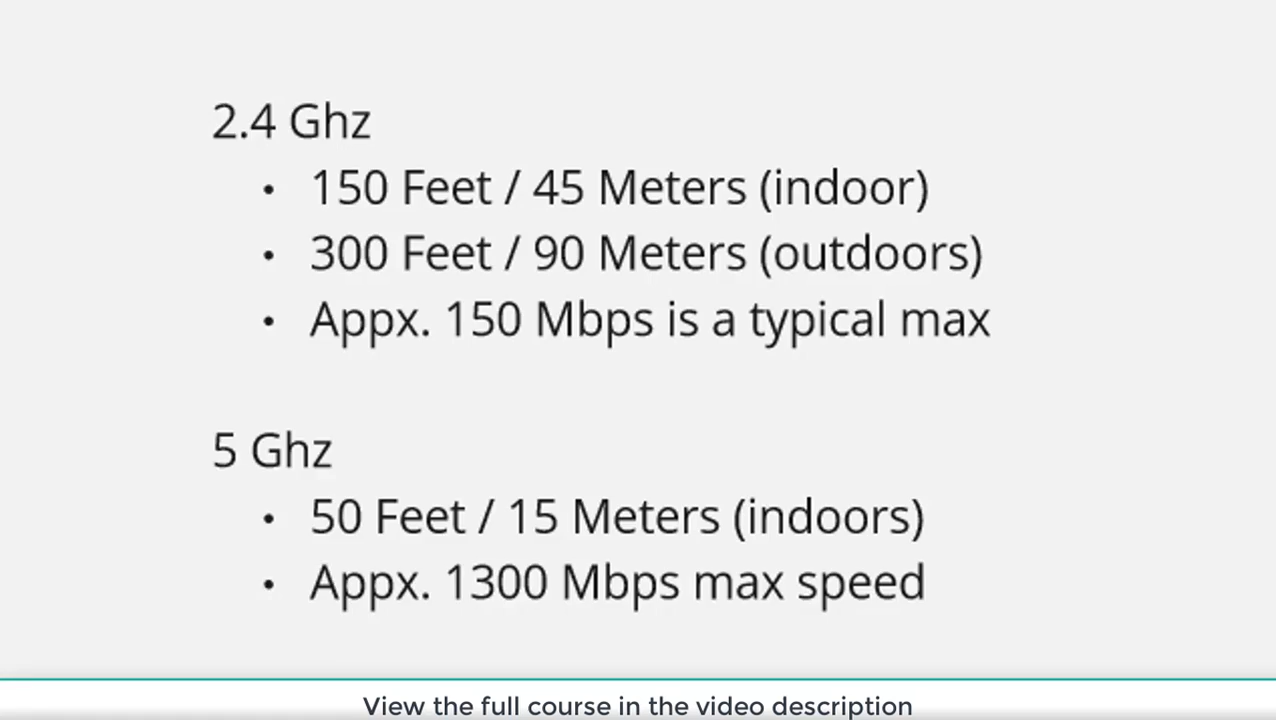 2.4 Ghz
• 150 Feet / 45 Meters (indoor)
• 300 Feet / 90 Meters (outdoors)
• Appx. 150 Mbps is a typical max
5 Ghz
• 50 Feet / 15 Meters (indoors)
• Appx. 1300 Mbps max speed
View the full course in the video description